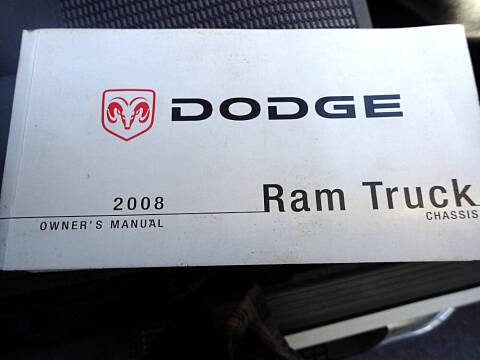 DODGE
2008 Ram Truck
OWNER'S MANUAL CHASSIS